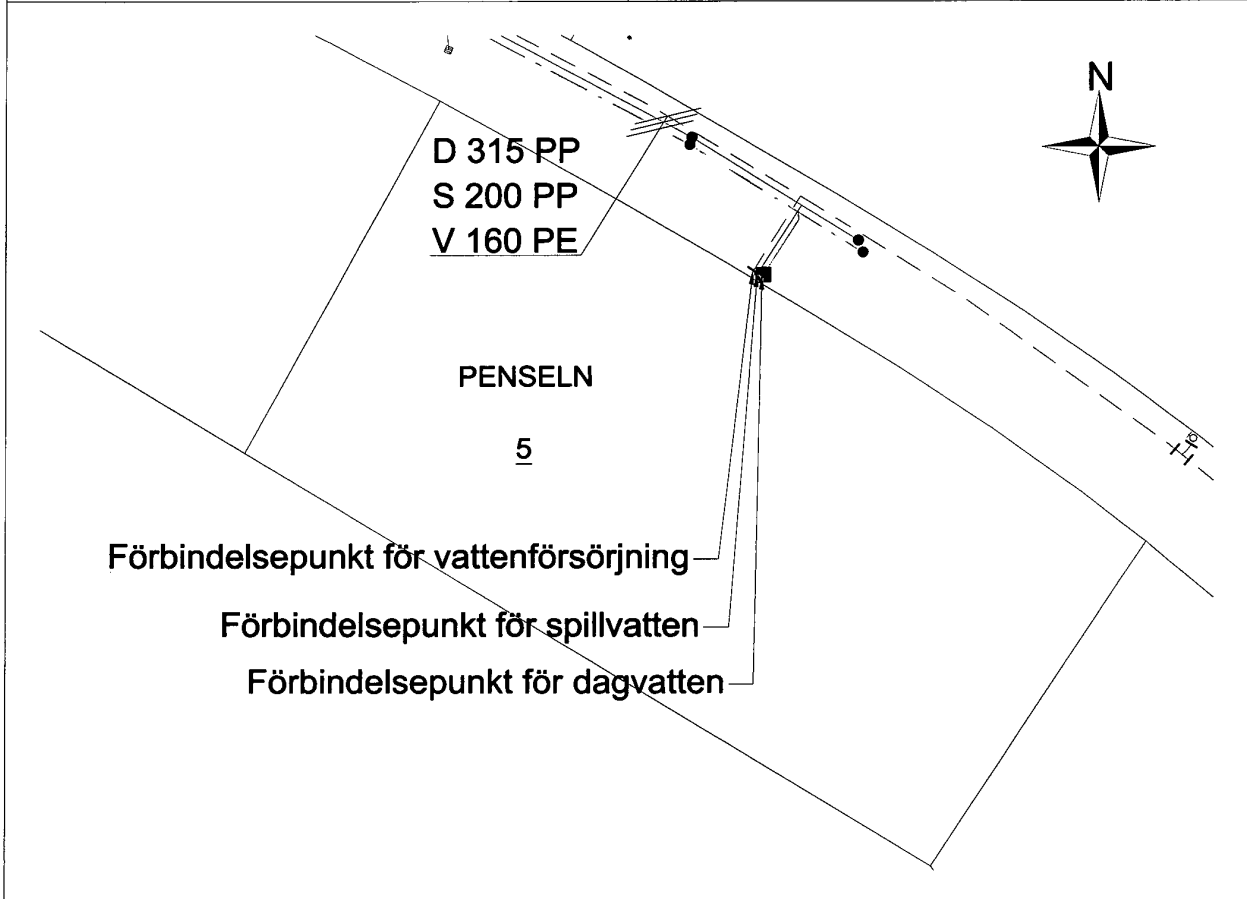 N
D 315 PP
S 200 PP
V 160 PE
PENSELN
5
Förbindelsepunkt för vattenförsörjning
Förbindelsepunkt för spillvatten
Förbindelsepunkt för dagvatten